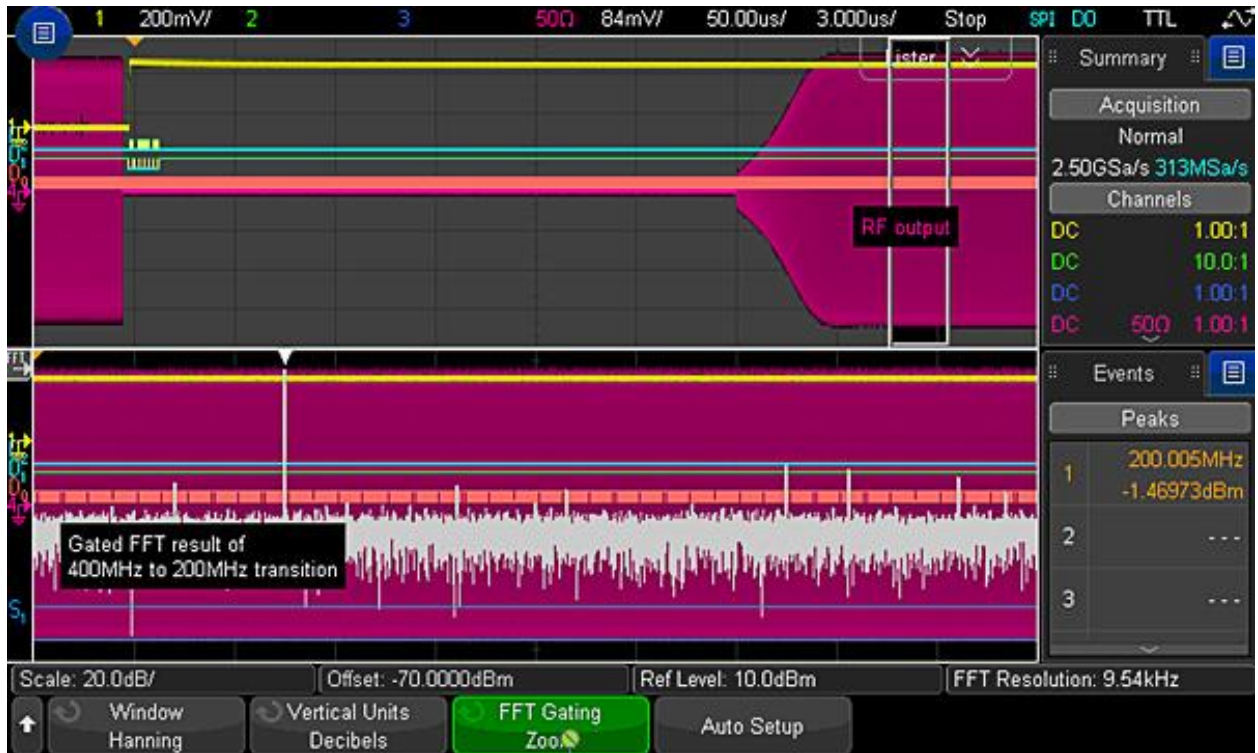 1 200mV/ 2 3 50Ω 84mV/ 50.00us/ 3.000us/ Stop SPI D0 TTL
Lister
Summary
Acquisition
Normal
2.50GSa/s 313MSa/s
Channels
DC 1.00:1
DC 10.0:1
DC 1.00:1
DC 50Ω 1.00:1
RF output
FFT
Events
Peaks
1 200.005MHz
-1.46973dBm
2 ---
3 ---
Gated FFT result of
400MHz to 200MHz transition
S1
Scale: 20.0dB/ Offset: -70.0000dBm Ref Level: 10.0dBm FFT Resolution: 9.54kHz
Window Vertical Units FFT Gating Auto Setup
Hanning Decibels